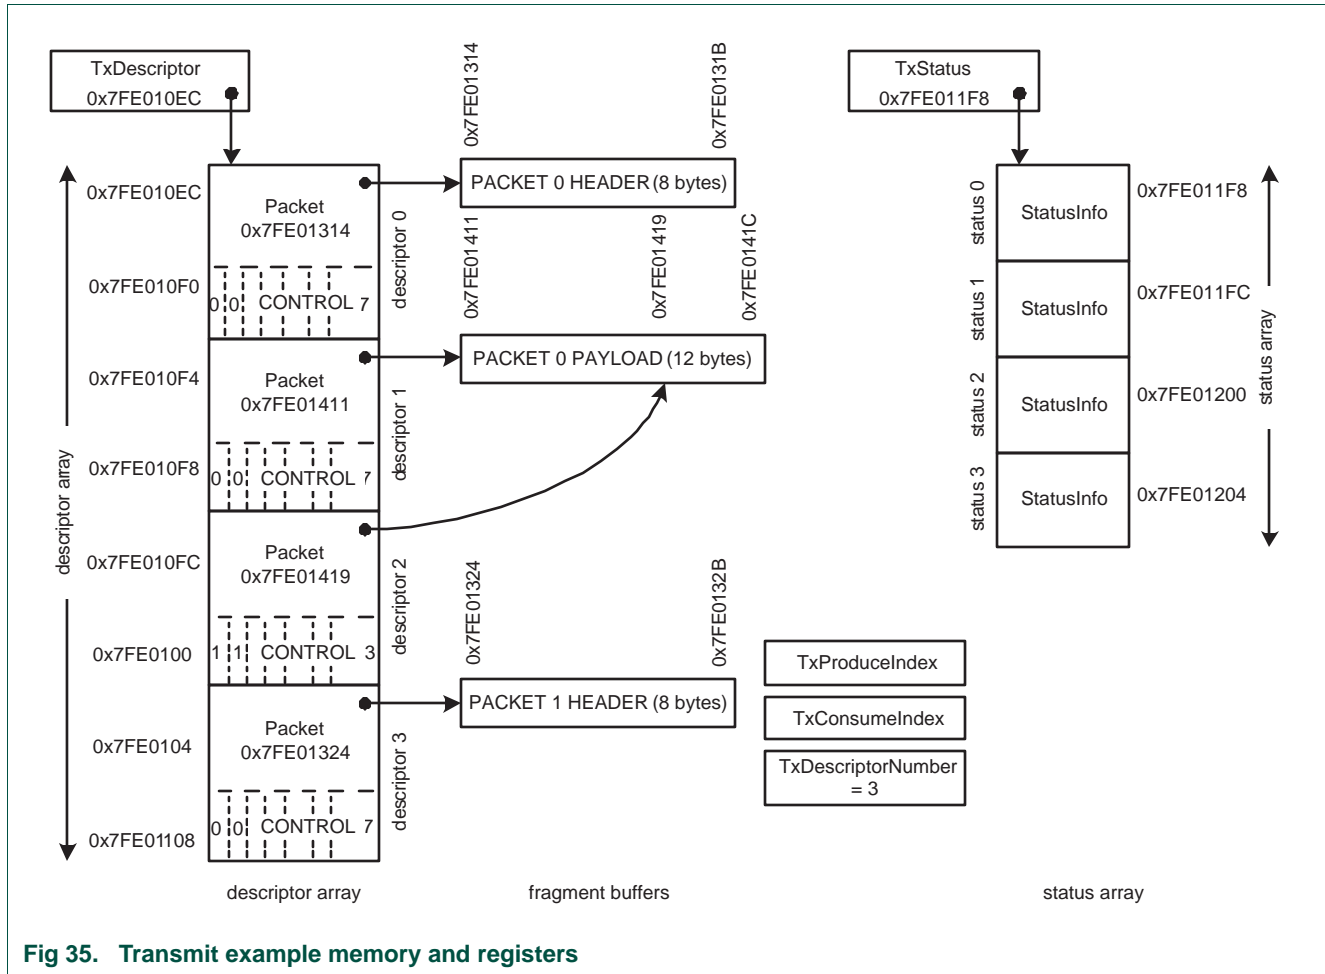 TxDescriptor
0x7FE010EC
0x7FE01314
0x7FE0131B
TxStatus
0x7FE011F8
0x7FE010EC
Packet
0x7FE01314
descriptor 0
PACKET 0 HEADER (8 bytes)
0x7FE010F0
0 0 CONTROL 7
0x7FE01411
0x7FE01419
0x7FE0141C
0x7FE010F4
Packet
0x7FE01411
descriptor 1
PACKET 0 PAYLOAD (12 bytes)
0x7FE010F8
0 0 CONTROL 7
descriptor array
0x7FE010FC
Packet
0x7FE01419
descriptor 2
0x7FE0100
1 1 CONTROL 3
0x7FE01324
0x7FE0132B
0x7FE0104
Packet
0x7FE01324
descriptor 3
PACKET 1 HEADER (8 bytes)
0x7FE01108
0 0 CONTROL 7
status 0
StatusInfo
0x7FE011F8
status 1
StatusInfo
0x7FE011FC
status array
status 2
StatusInfo
0x7FE01200
status 3
StatusInfo
0x7FE01204
TxProduceIndex
TxConsumeIndex
TxDescriptorNumber
= 3
descriptor array
fragment buffers
status array
Fig 35. Transmit example memory and registers